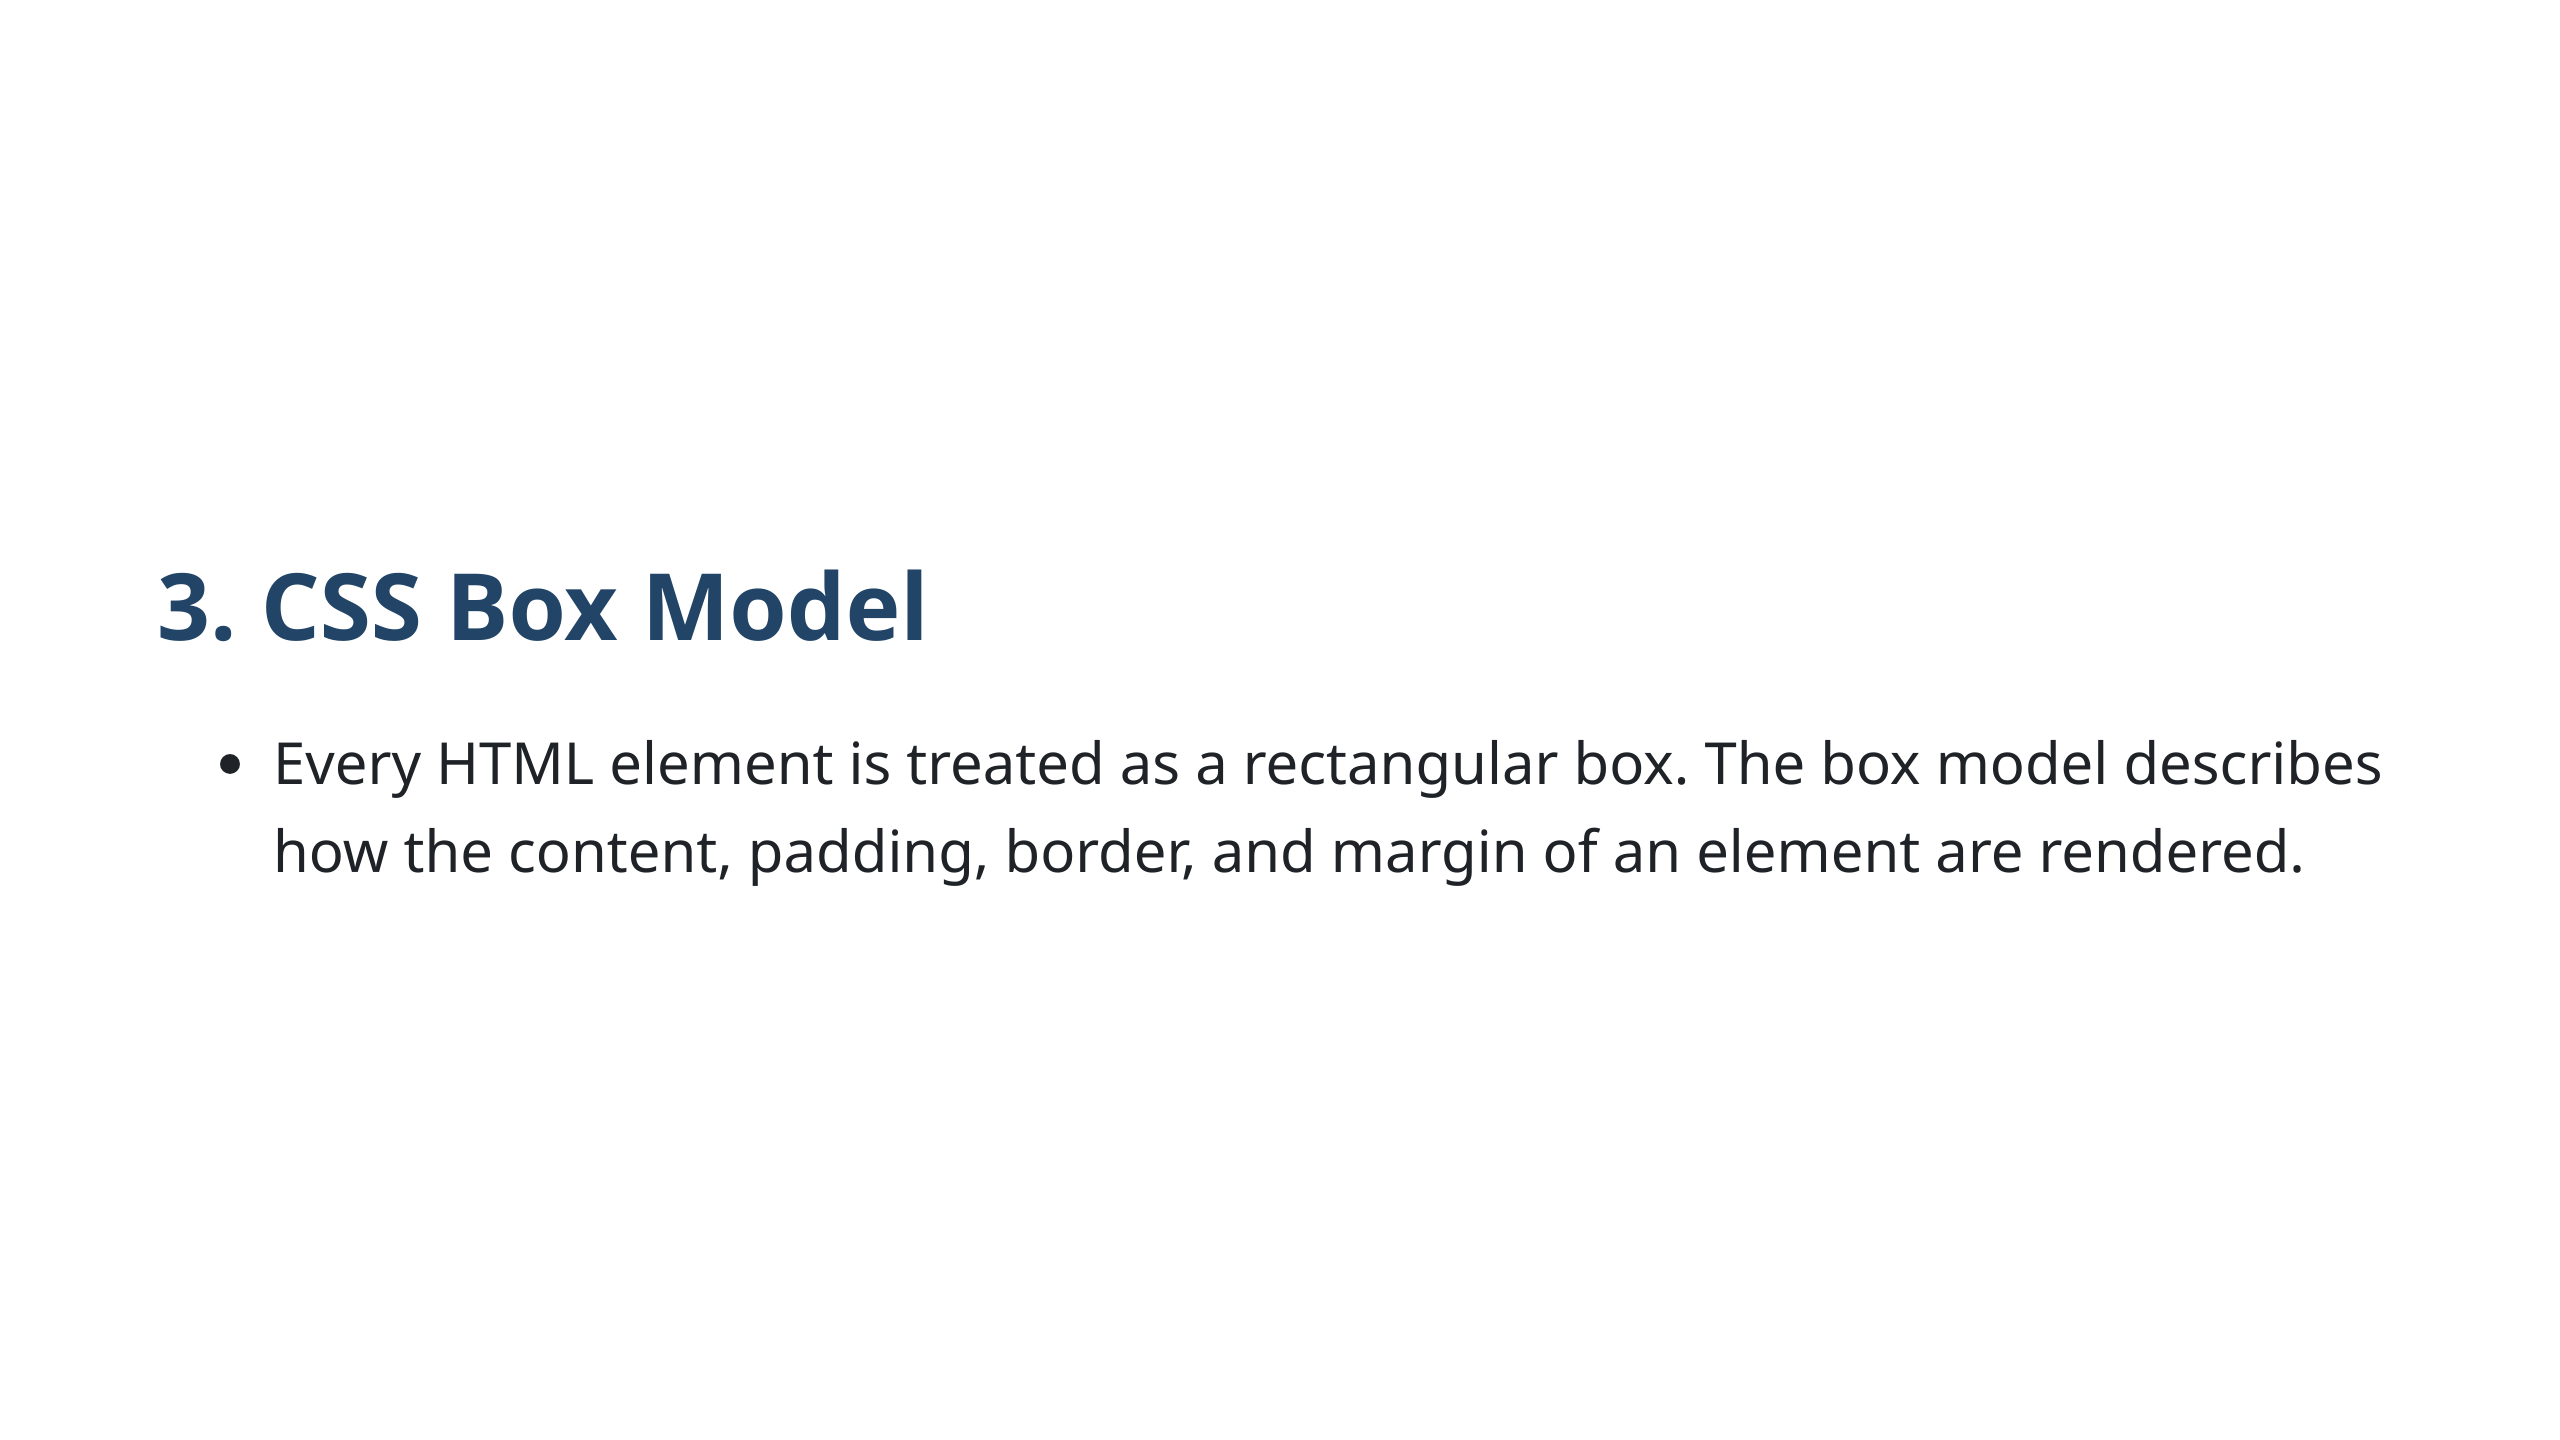 3. CSS Box Model
• Every HTML element is treated as a rectangular box. The box model describes
how the content, padding, border, and margin of an element are rendered.